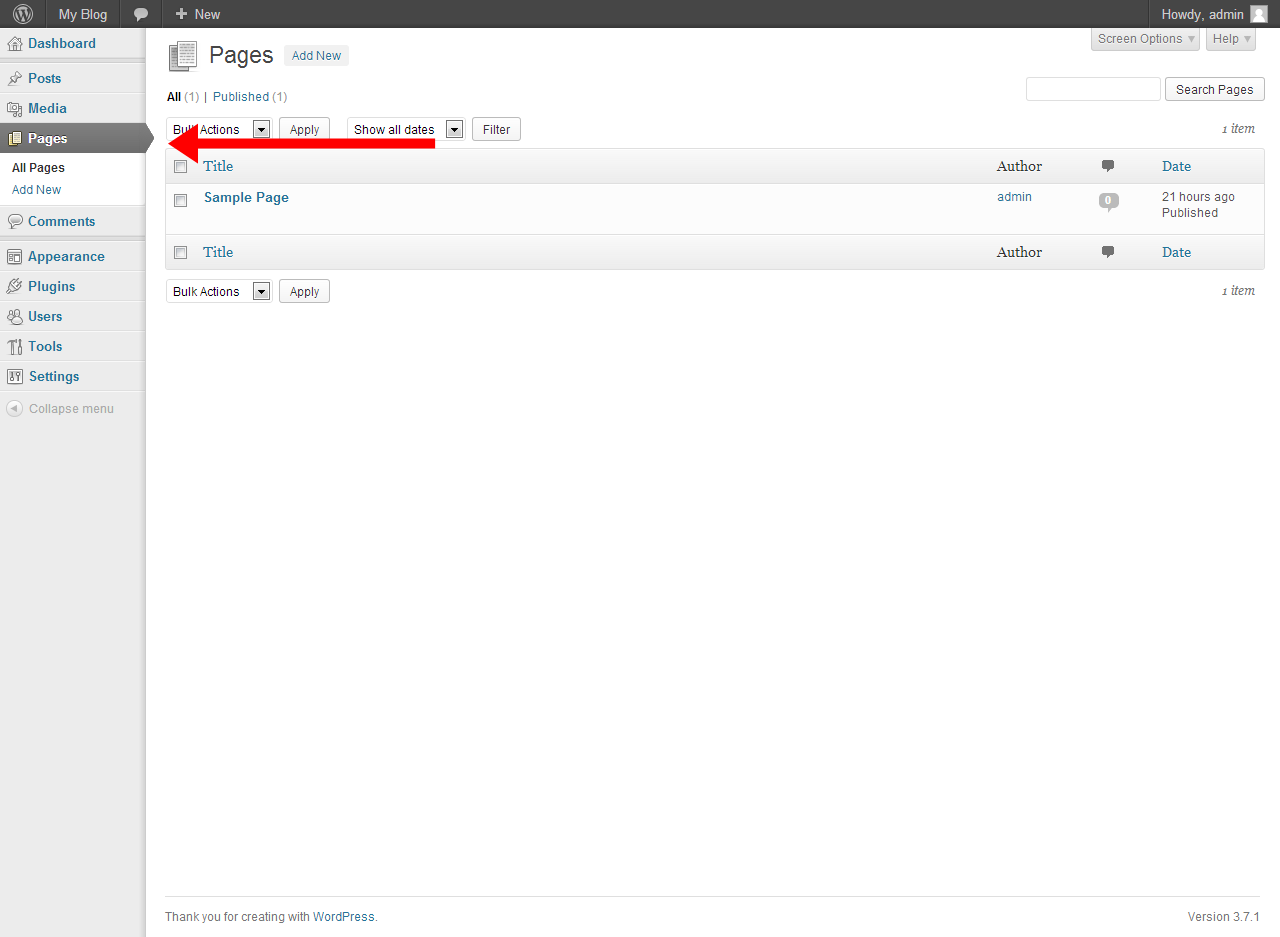 My Blog New Howdy, admin
Dashboard
Posts
Media
Pages
All Pages
Add New
Comments
Appearance
Plugins
Users
Tools
Settings
Collapse menu
Screen Options Help
Pages Add New
All (1) | Published (1)
Search Pages
Bulk Actions Apply Show all dates Filter 1 item
Title Author Date
Sample Page admin 0 21 hours ago
Published
Title Author Date
Bulk Actions Apply 1 item
Thank you for creating with WordPress. Version 3.7.1